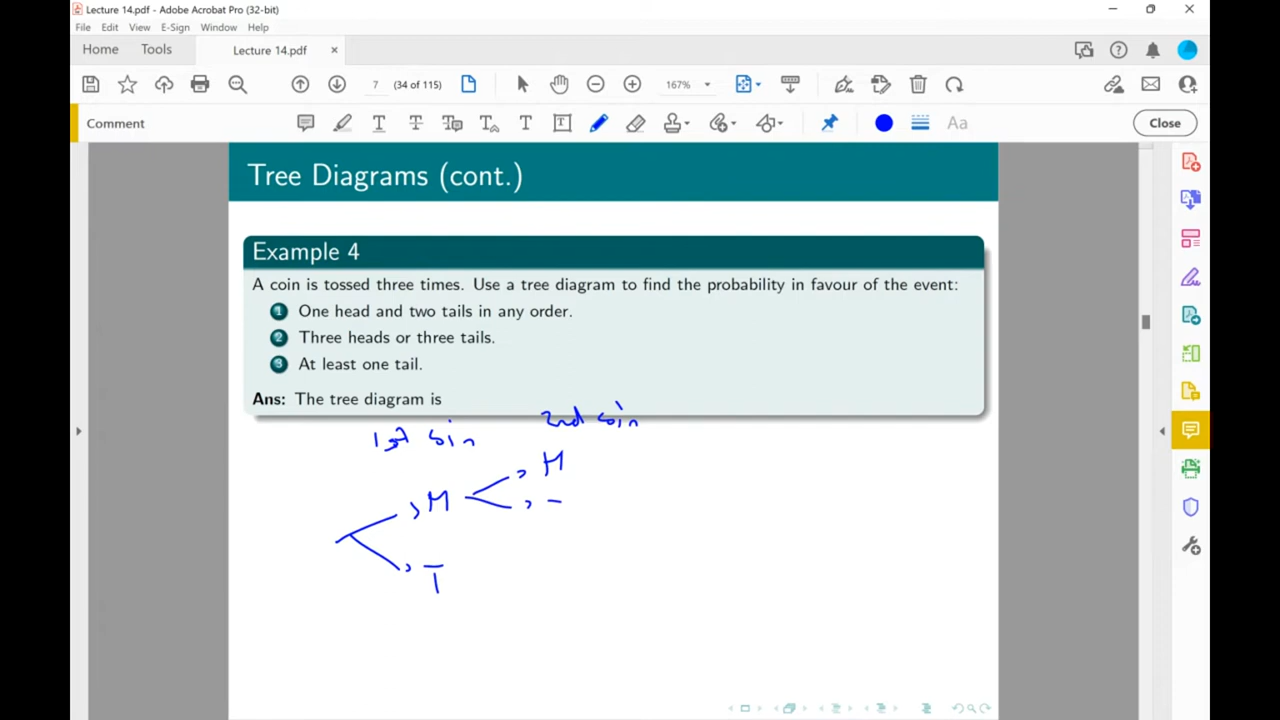 Lecture 14.pdf - Adobe Acrobat Pro (32-bit)
File Edit View E-Sign Window Help
Home Tools Lecture 14.pdf ×
7 (34 of 115) 167%
Comment Close
Tree Diagrams (cont.)
Example 4
A coin is tossed three times. Use a tree diagram to find the probability in favour of the event:
1 One head and two tails in any order.
2 Three heads or three tails.
3 At least one tail.
Ans: The tree diagram is
1st coin 2nd coin
H
H
T